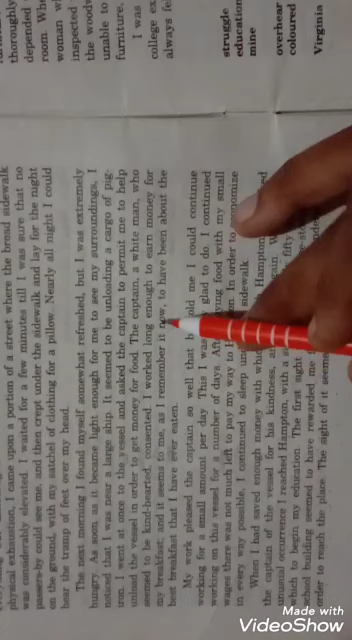 physical exhaustion, I came upon a portion of a street where the broad sidewalk
was considerably elevated. I waited for a few minutes till I was sure that no
passers-by could see me, and then crept under the sidewalk and lay for the night
on the ground, with my satchel of clothing for a pillow. Nearly all night I could
hear the tramp of feet over my head.
The next morning I found myself somewhat refreshed, but I was extremely
hungry. As soon as it became light enough for me to see my surroundings, I
noticed that I was near a large ship. It seemed to be unloading a cargo of pig-
iron. I went at once to the vessel and asked the captain to permit me to help
unload the vessel in order to get money for food. The captain, a white man, who
seemed to be kind-hearted, consented. I worked long enough to earn money for
my breakfast, and it seems to me, as I remember it now, to have been about the
best breakfast that I have ever eaten.
My work pleased the captain so well that told me I could continue
working for a small amount per day. This I was glad to do. I continued
working on this vessel for a number of days. After buying food with my small
wages there was not much left to pay my way to In order to economize
in every way possible, I continued to sleep under sidewalk
When I had saved enough money with which Hampton
the captain of the vessel for his kindness, again.
unusual occurrence I reached Hampton, with a fifty
which to begin my education. The first sight
school building seemed to have rewarded me
order to reach the place. The sight of it seemed
thoroughly
depended
room. Whe
woman wh
inspected
the woodw
unable to
furniture,
I was
college ex
always fe
struggle
education
mine
overhear
coloured
Virginia
Made with
VideoShow